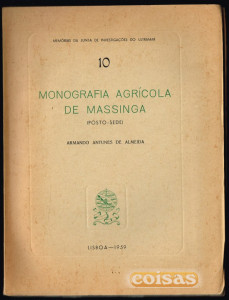 MEMÓRIAS DA JUNTA DE INVESTIGAÇÕES DO ULTRAMAR
10
MONOGRAFIA AGRÍCOLA
DE MASSINGA
(PÔSTO-SEDE)
ARMANDO ANTUNES DE ALMEIDA
LISBOA — 1959
coisas